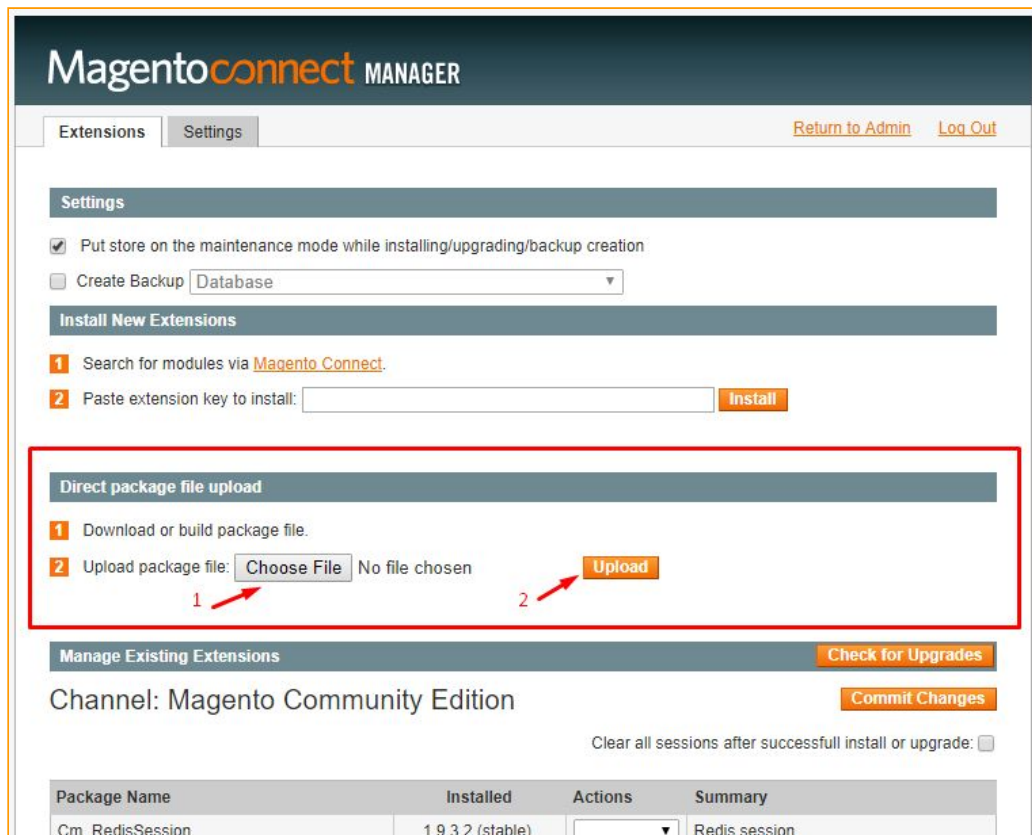 Magentoconnect MANAGER
Extensions Settings Return to Admin Log Out
Settings
Put store on the maintenance mode while installing/upgrading/backup creation
Create Backup Database
Install New Extensions
1 Search for modules via Magento Connect.
2 Paste extension key to install: Install
Direct package file upload
1 Download or build package file.
2 Upload package file: Choose File No file chosen Upload
1 2
Manage Existing Extensions Check for Upgrades
Channel: Magento Community Edition Commit Changes
Clear all sessions after successfull install or upgrade:
Package Name Installed Actions Summary
Cm_RedisSession 1.9.3.2 (stable) Redis session